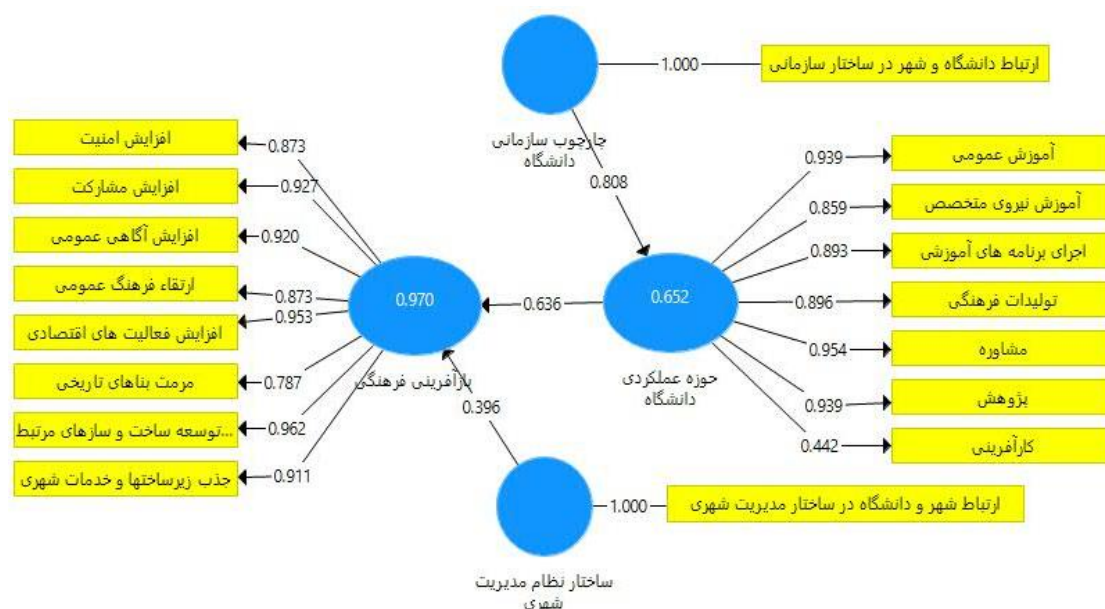 ارتباط دانشگاه و شهر در ساختار سازمانی
1.000
چارچوب سازمانی
دانشگاه
0.808
آموزش عمومی
0.939
آموزش نیروی متخصص
0.859
اجرای برنامه های آموزشی
0.893
تولیدات فرهنگی
0.896
مشاوره
0.954
پژوهش
0.939
کارآفرینی
0.442
0.652
حوزه عملکردی
دانشگاه
0.636
0.970
بازآفرینی فرهنگی
0.396
افزایش امنیت
0.873
افزایش مشارکت
0.927
افزایش آگاهی عمومی
0.920
ارتقاء فرهنگ عمومی
0.873
افزایش فعالیت های اقتصادی
0.953
مرمت بناهای تاریخی
0.787
توسعه ساخت و سازهای مرتبط...
0.962
جذب زیرساختها و خدمات شهری
0.911
ارتباط شهر و دانشگاه در ساختار مدیریت شهری
1.000
ساختار نظام مدیریت
شهری